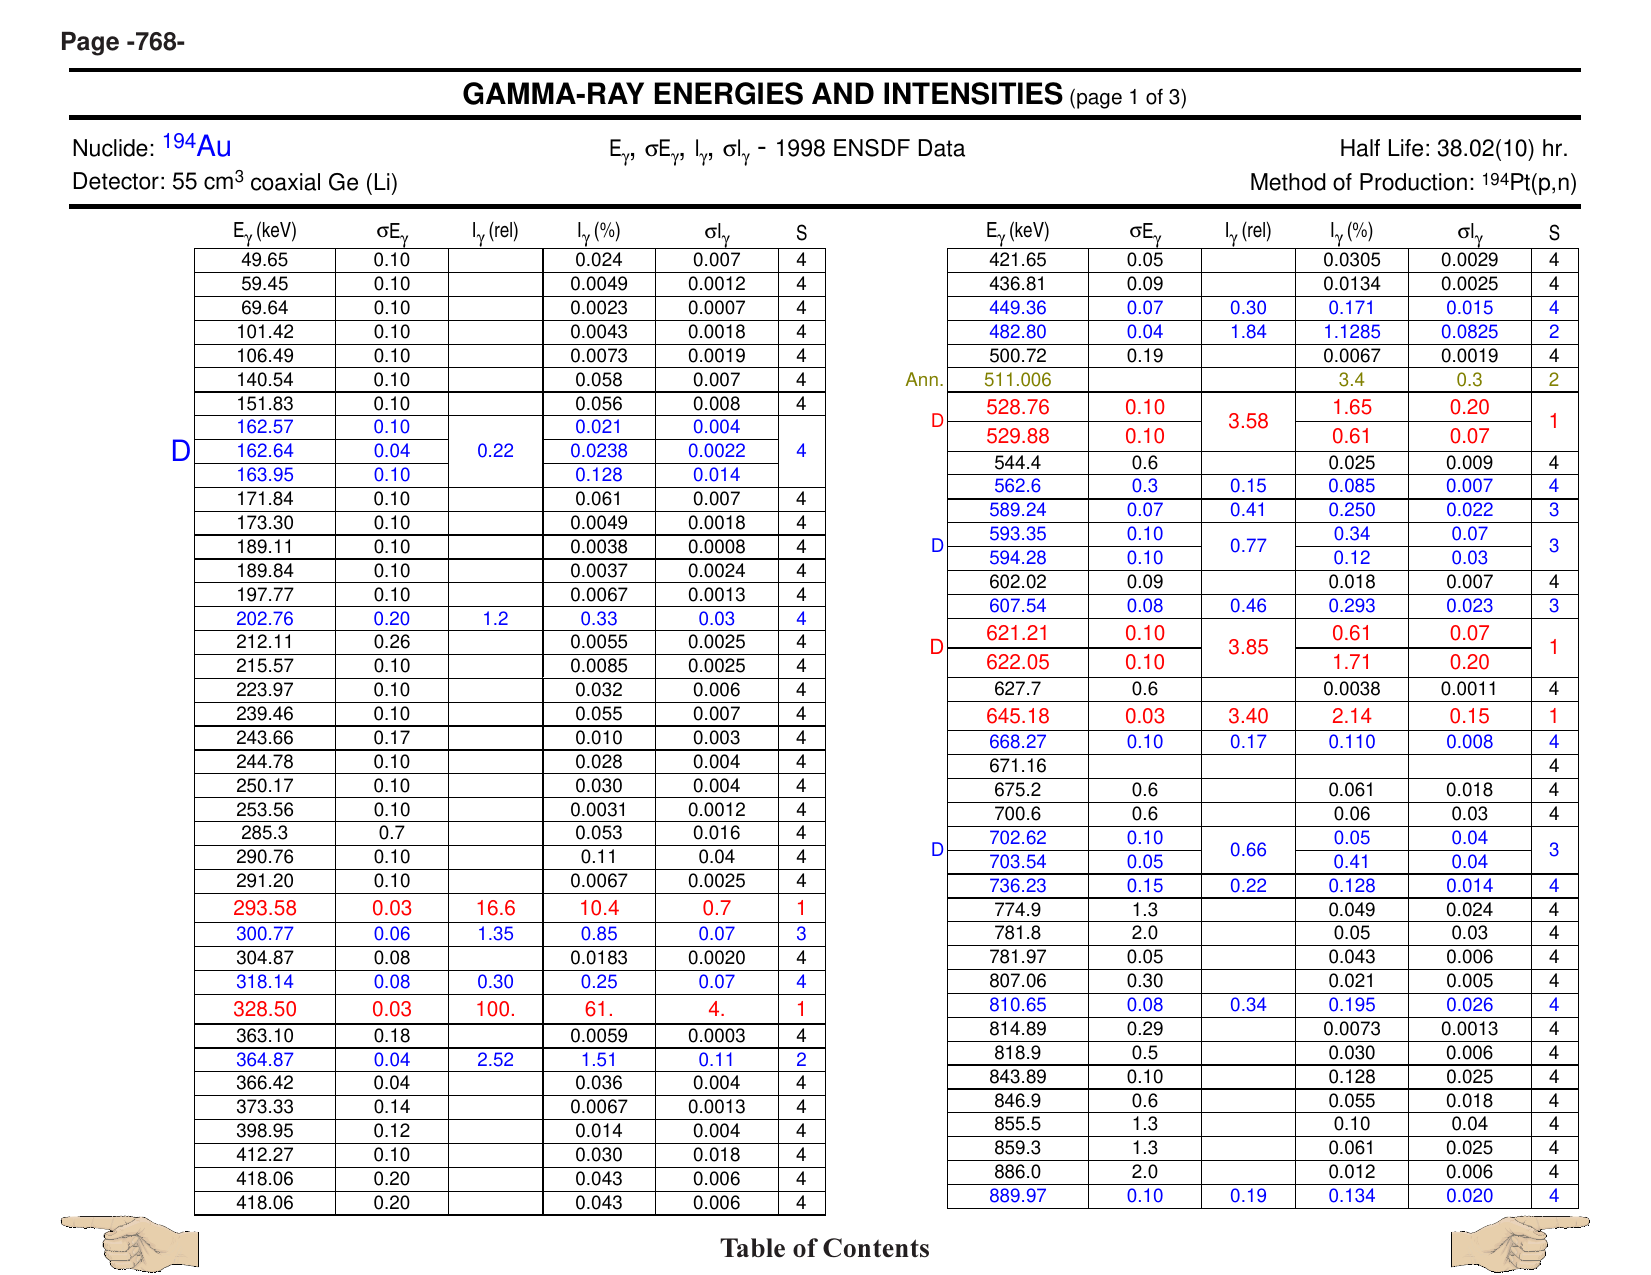 Page -768-
GAMMA-RAY ENERGIES AND INTENSITIES (page 1 of 3)
Nuclide: 194Au Eγ, σEγ, Iγ, σIγ - 1998 ENSDF Data Half Life: 38.02(10) hr.
Detector: 55 cm3 coaxial Ge (Li) Method of Production: 194Pt(p,n)
Eγ (keV) σEγ Iγ (rel) Iγ (%) σIγ S
49.65 0.10 0.024 0.007 4
59.45 0.10 0.0049 0.0012 4
69.64 0.10 0.0023 0.0007 4
101.42 0.10 0.0043 0.0018 4
106.49 0.10 0.0073 0.0019 4
140.54 0.10 0.058 0.007 4
151.83 0.10 0.056 0.008 4
162.57 0.10 0.021 0.004
D 162.64 0.04 0.22 0.0238 0.0022 4
163.95 0.10 0.128 0.014
171.84 0.10 0.061 0.007 4
173.30 0.10 0.0049 0.0018 4
189.11 0.10 0.0038 0.0008 4
189.84 0.10 0.0037 0.0024 4
197.77 0.10 0.0067 0.0013 4
202.76 0.20 1.2 0.33 0.03 4
212.11 0.26 0.0055 0.0025 4
215.57 0.10 0.0085 0.0025 4
223.97 0.10 0.032 0.006 4
239.46 0.10 0.055 0.007 4
243.66 0.17 0.010 0.003 4
244.78 0.10 0.028 0.004 4
250.17 0.10 0.030 0.004 4
253.56 0.10 0.0031 0.0012 4
285.3 0.7 0.053 0.016 4
290.76 0.10 0.11 0.04 4
291.20 0.10 0.0067 0.0025 4
293.58 0.03 16.6 10.4 0.7 1
300.77 0.06 1.35 0.85 0.07 3
304.87 0.08 0.0183 0.0020 4
318.14 0.08 0.30 0.25 0.07 4
328.50 0.03 100. 61. 4. 1
363.10 0.18 0.0059 0.0003 4
364.87 0.04 2.52 1.51 0.11 2
366.42 0.04 0.036 0.004 4
373.33 0.14 0.0067 0.0013 4
398.95 0.12 0.014 0.004 4
412.27 0.10 0.030 0.018 4
418.06 0.20 0.043 0.006 4
418.06 0.20 0.043 0.006 4
Eγ (keV) σEγ Iγ (rel) Iγ (%) σIγ S
421.65 0.05 0.0305 0.0029 4
436.81 0.09 0.0134 0.0025 4
449.36 0.07 0.30 0.171 0.015 4
482.80 0.04 1.84 1.1285 0.0825 2
500.72 0.19 0.0067 0.0019 4
Ann. 511.006 3.4 0.3 2
528.76 0.10 1.65 0.20
D 3.58 1
529.88 0.10 0.61 0.07
544.4 0.6 0.025 0.009 4
562.6 0.3 0.15 0.085 0.007 4
589.24 0.07 0.41 0.250 0.022 3
593.35 0.10 0.34 0.07
D 0.77 3
594.28 0.10 0.12 0.03
602.02 0.09 0.018 0.007 4
607.54 0.08 0.46 0.293 0.023 3
621.21 0.10 0.61 0.07
D 3.85 1
622.05 0.10 1.71 0.20
627.7 0.6 0.0038 0.0011 4
645.18 0.03 3.40 2.14 0.15 1
668.27 0.10 0.17 0.110 0.008 4
671.16 4
675.2 0.6 0.061 0.018 4
700.6 0.6 0.06 0.03 4
702.62 0.10 0.05 0.04
D 0.66 3
703.54 0.05 0.41 0.04
736.23 0.15 0.22 0.128 0.014 4
774.9 1.3 0.049 0.024 4
781.8 2.0 0.05 0.03 4
781.97 0.05 0.043 0.006 4
807.06 0.30 0.021 0.005 4
810.65 0.08 0.34 0.195 0.026 4
814.89 0.29 0.0073 0.0013 4
818.9 0.5 0.030 0.006 4
843.89 0.10 0.128 0.025 4
846.9 0.6 0.055 0.018 4
855.5 1.3 0.10 0.04 4
859.3 1.3 0.061 0.025 4
886.0 2.0 0.012 0.006 4
889.97 0.10 0.19 0.134 0.020 4
Table of Contents